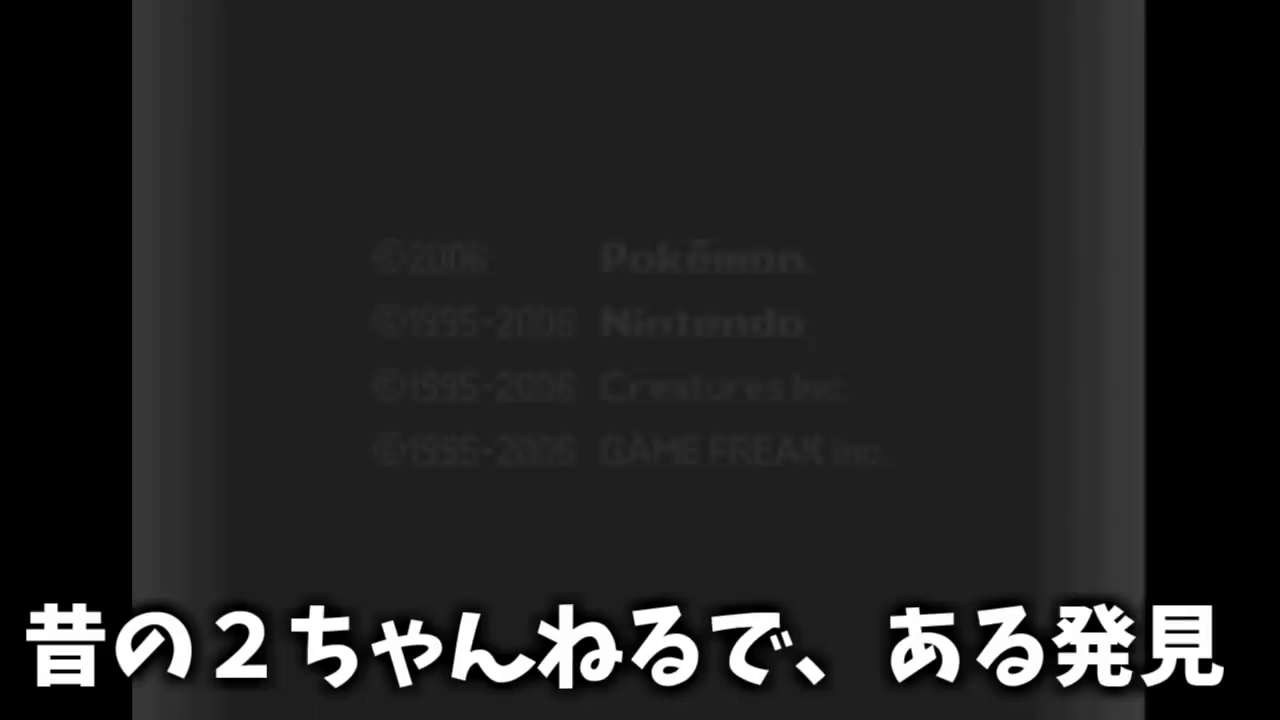 ©2006 Pokémon.
©1995-2006 Nintendo
©1995-2006 Creatures Inc.
©1995-2006 GAME FREAK inc.
昔の２ちゃんねるで、ある発見